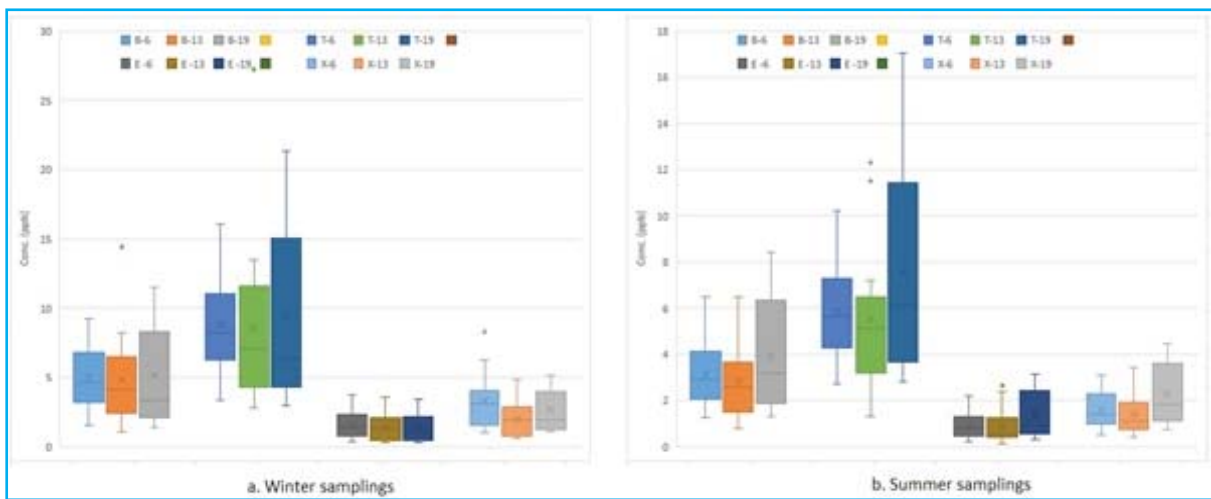 30
25
20
15
10
5
0
Conc. (ppb)
B-6 B-13 B-19 T-6 T-13 T-19
E -6 E -13 E -19 X-6 X-13 X-19
a. Winter samplings
18
16
14
12
10
8
6
4
2
0
Conc. (ppb)
B-6 B-13 B-19 T-6 T-13 T-19
E -6 E -13 E -19 X-6 X-13 X-19
b. Summer samplings